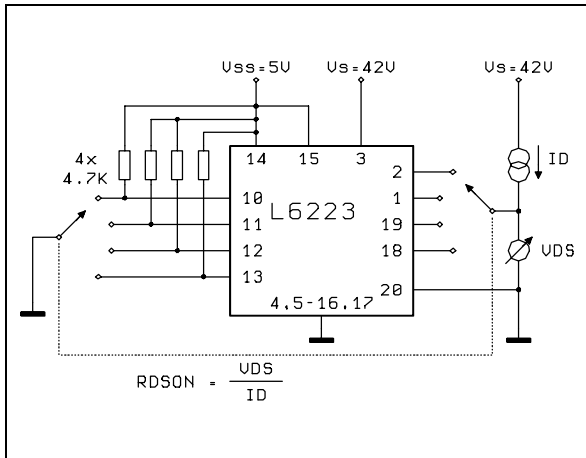 Vss=5V
Vs=42V
Vs=42V
4x
4.7K
14
15
3
2
ID
10
L6223
1
11
19
12
18
VDS
13
20
4,5-16,17
RDSON = VDS
ID